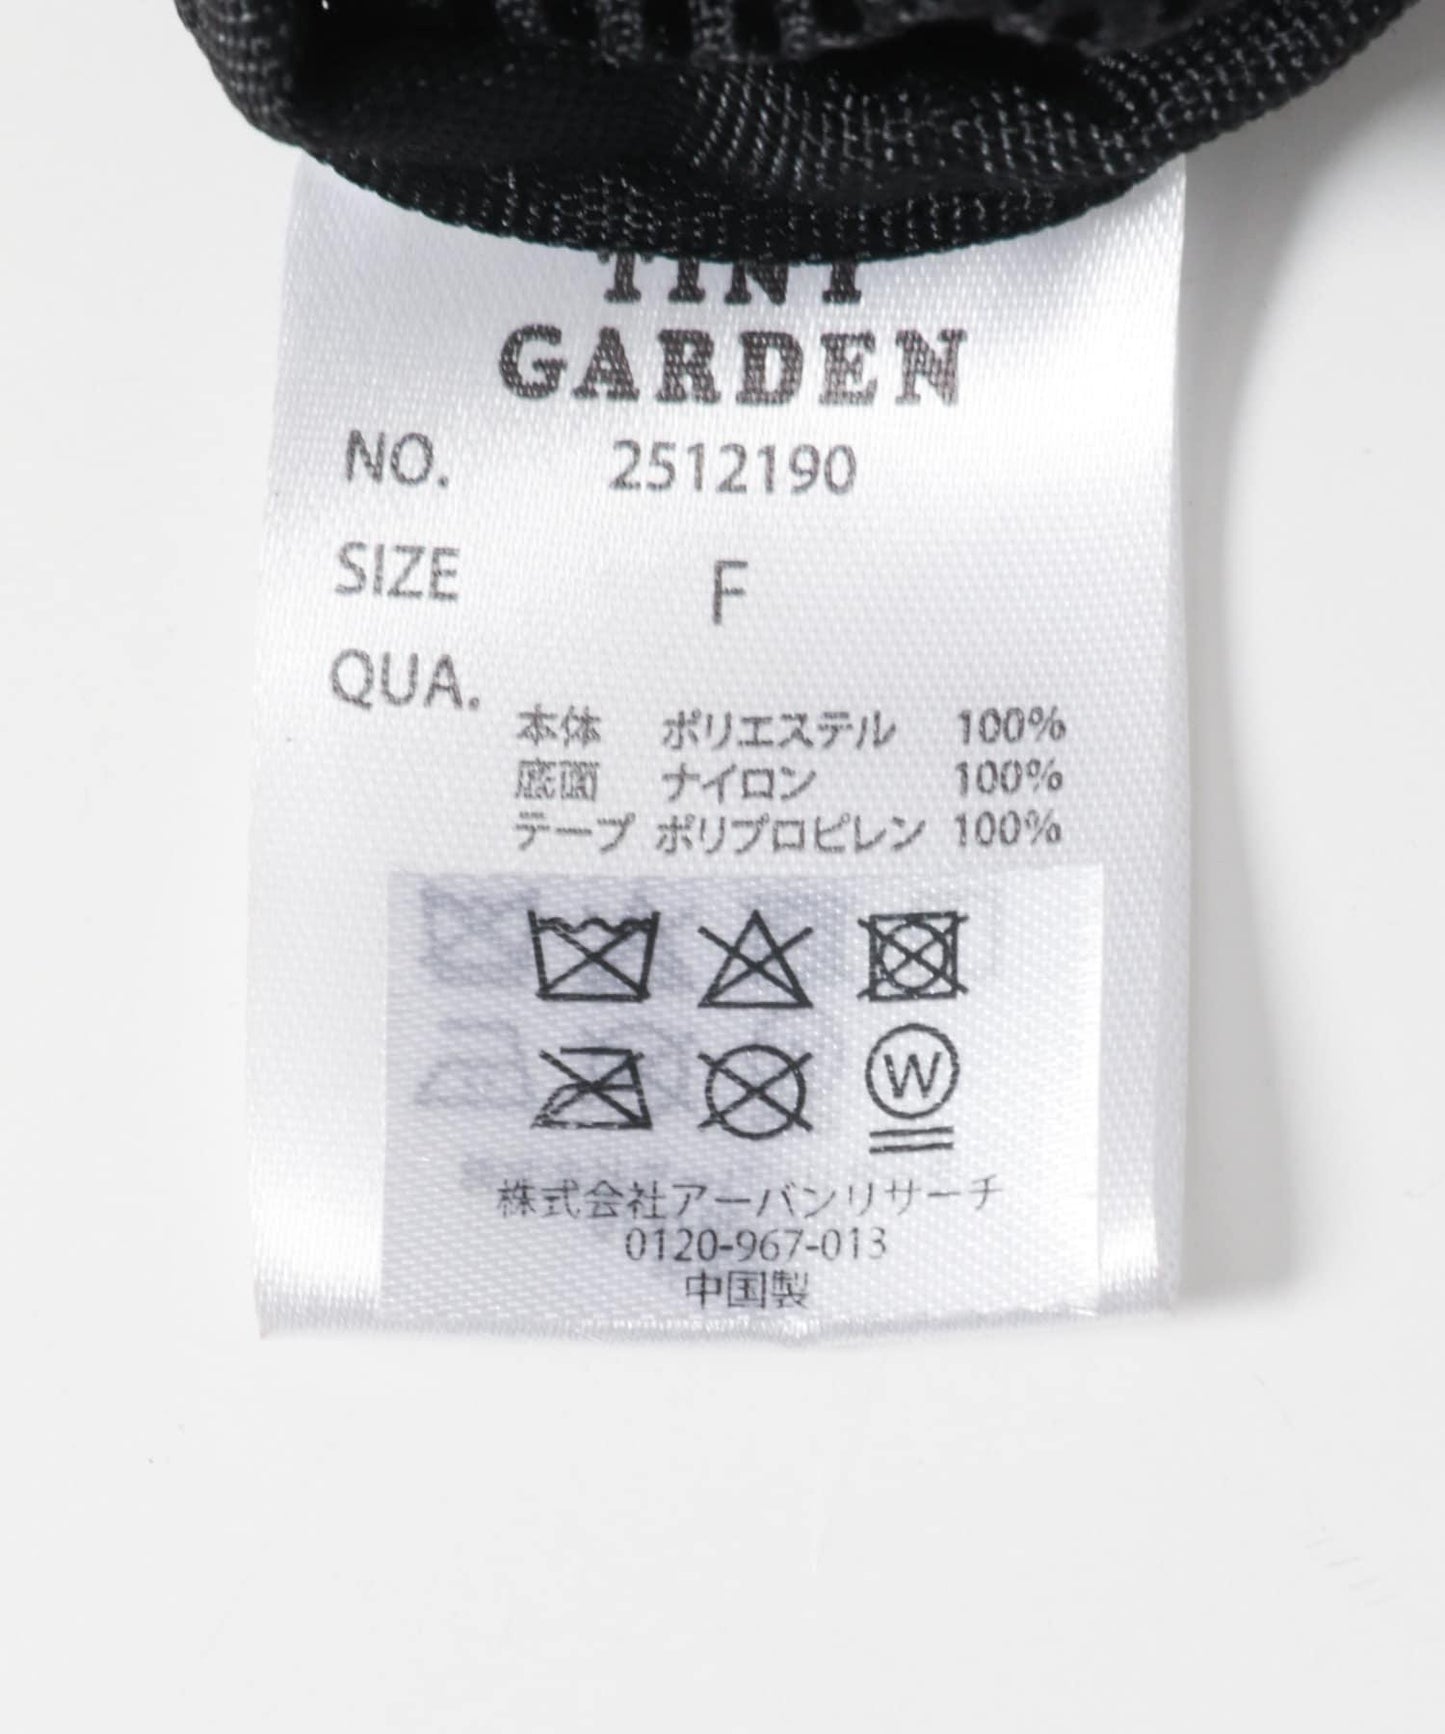 TINY
GARDEN
NO. 2512190
SIZE F
QUA.
本体 ポリエステル 100%
底面 ナイロン 100%
テープ ポリプロピレン 100%
W
株式会社アーバンリサーチ
0120-967-013
中国製